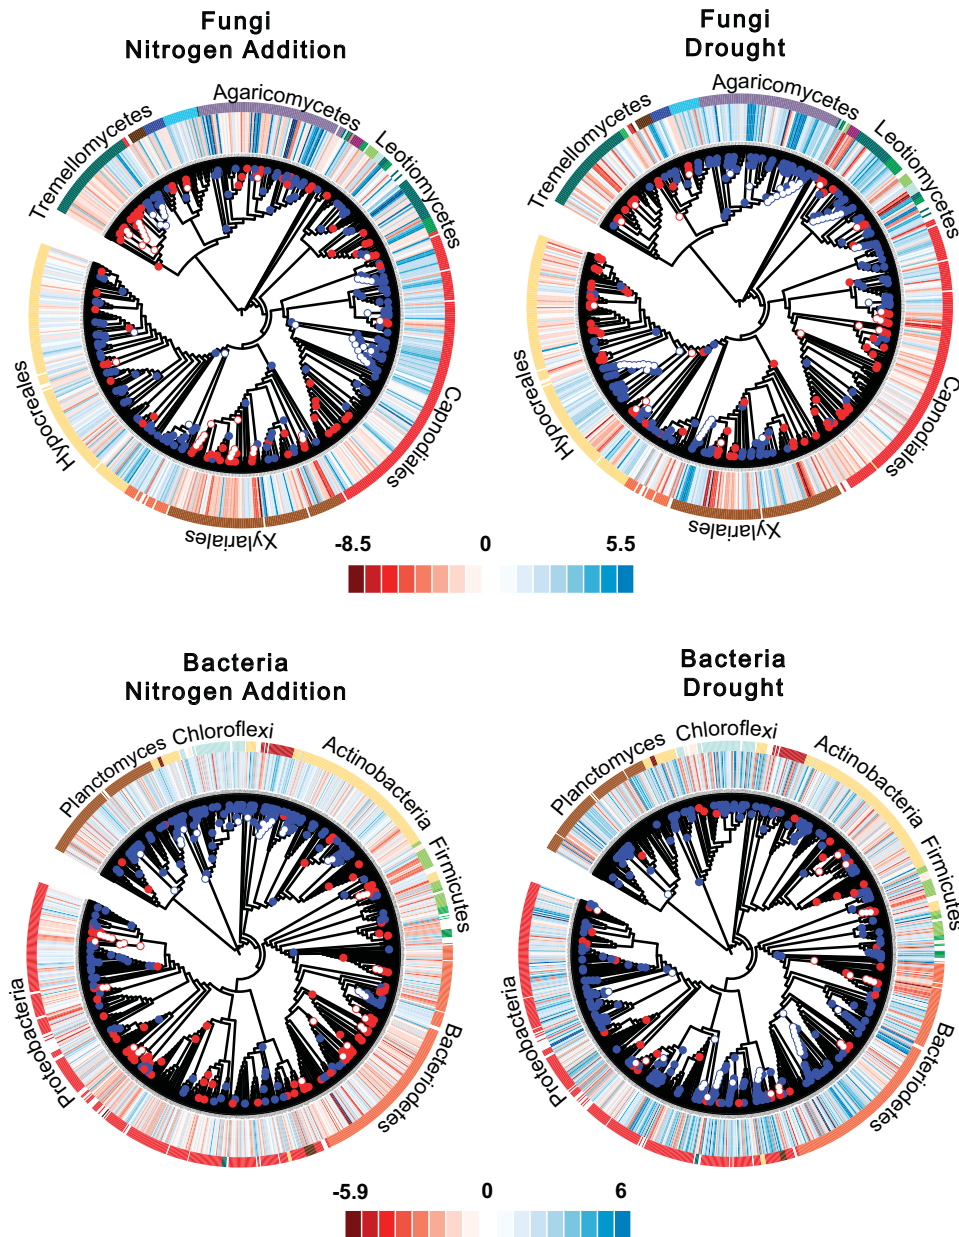 Fungi
Nitrogen Addition
Fungi
Drought
Tremellomycetes
Agaricomycetes
Leotiomycetes
Capnodiales
Xylariales
Hypocreales
Tremellomycetes
Agaricomycetes
Leotiomycetes
Capnodiales
Xylariales
Hypocreales
-8.5 0 5.5
Bacteria
Nitrogen Addition
Bacteria
Drought
Planctomyces
Chloroflexi
Actinobacteria
Firmicutes
Bacteriodetes
Proteobacteria
Planctomyces
Chloroflexi
Actinobacteria
Firmicutes
Bacteriodetes
Proteobacteria
-5.9 0 6